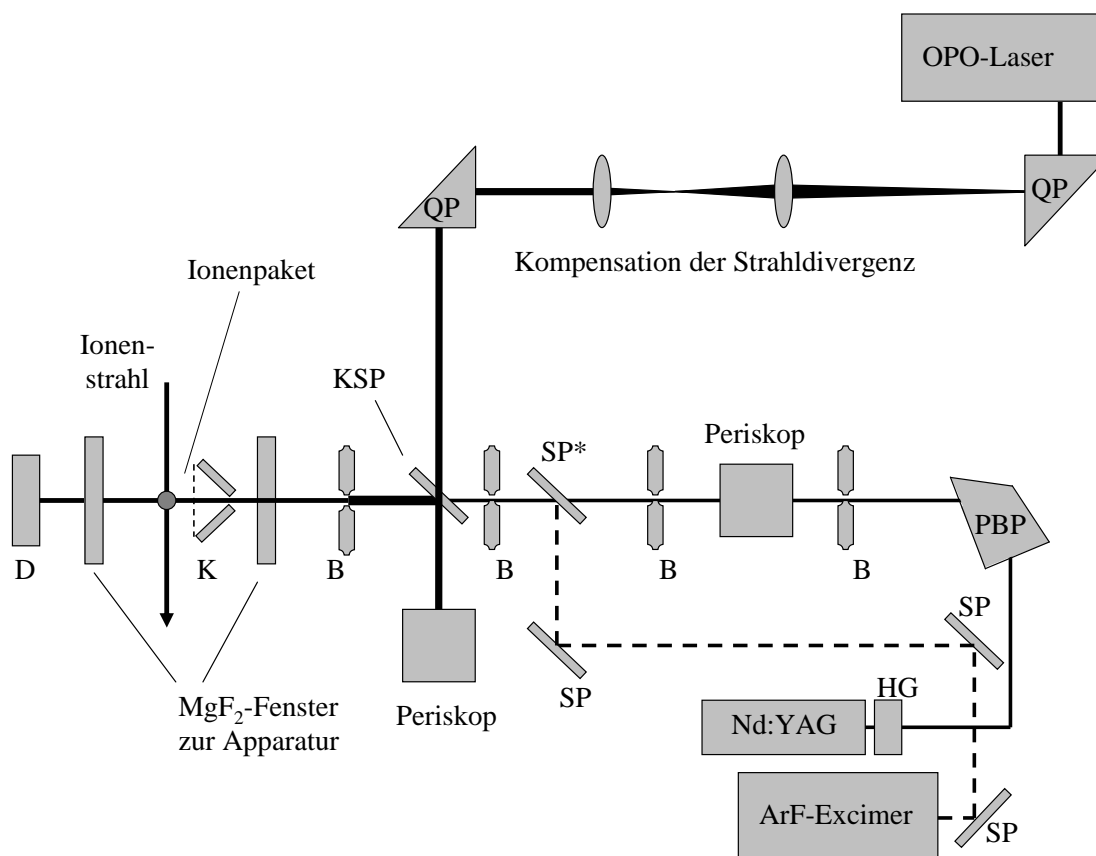 OPO-Laser
QP
QP
Kompensation der Strahldivergenz
Ionenpaket
Ionen-
strahl
KSP
SP*
Periskop
PBP
D
K
B
B
B
B
SP
SP
HG
MgF2-Fenster
zur Apparatur
Periskop
Nd:YAG
ArF-Excimer
SP